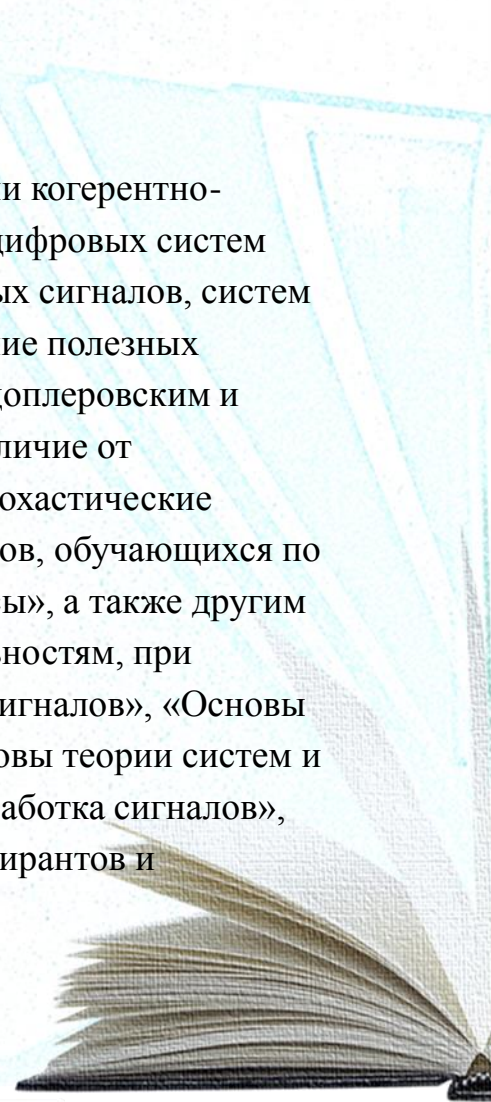 и когерентно-
цифровых систем
ых сигналов, систем
ие полезных
доплеровским и
личие от
охастические
ов, обучающихся по
ы», а также другим
ностям, при
игналов», «Основы
овы теории систем и
аботка сигналов»,
ирантов и